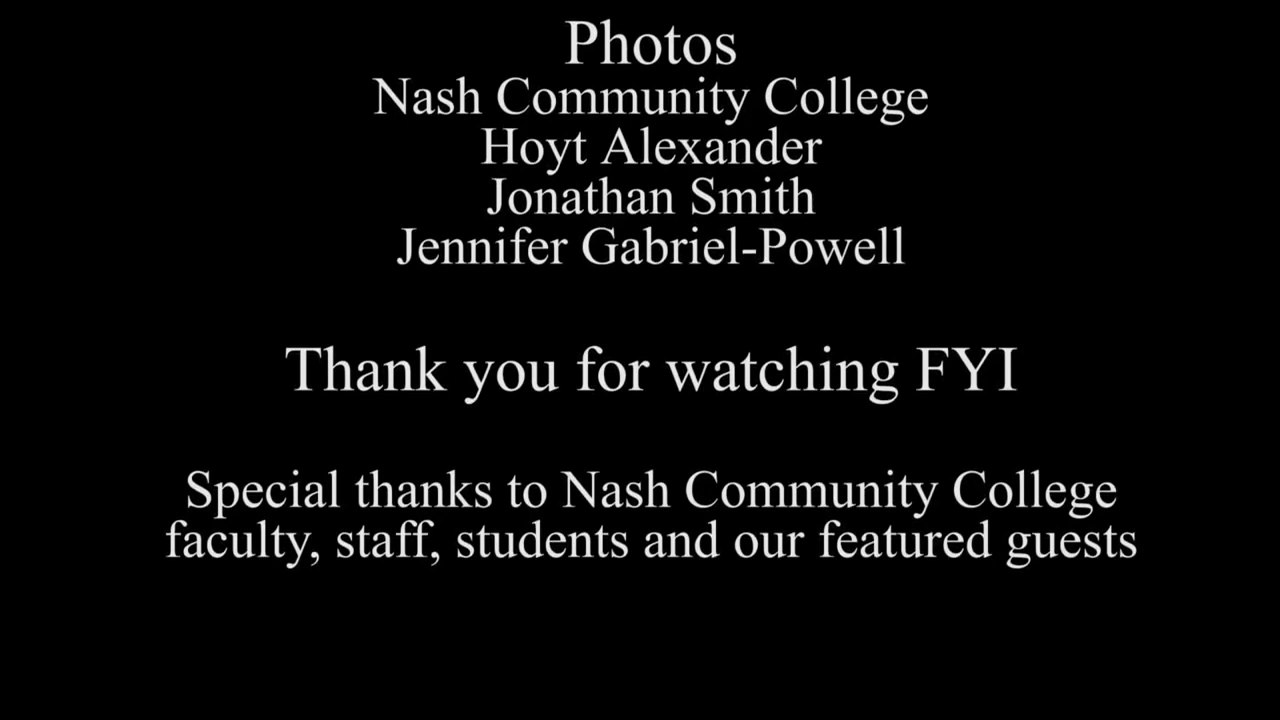 Photos
Nash Community College
Hoyt Alexander
Jonathan Smith
Jennifer Gabriel-Powell
Thank you for watching FYI
Special thanks to Nash Community College
faculty, staff, students and our featured guests